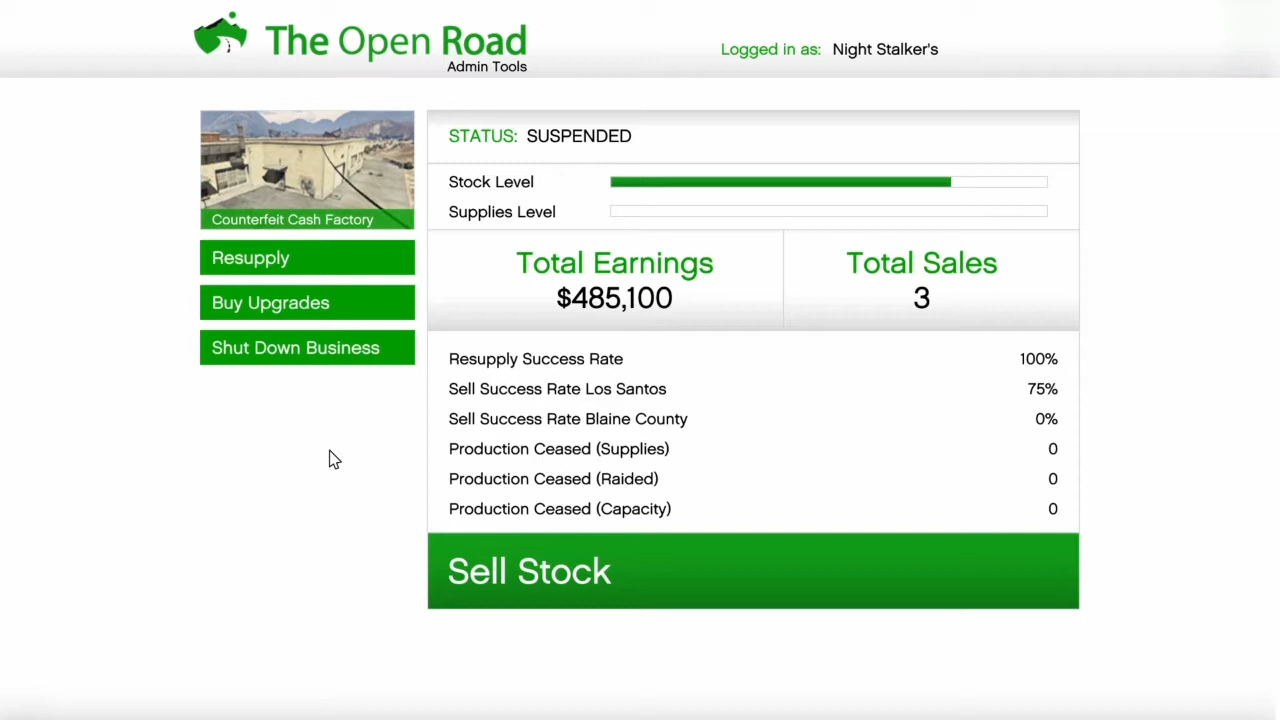 The Open Road
Admin Tools
Logged in as: Night Stalker's
Counterfeit Cash Factory
Resupply
Buy Upgrades
Shut Down Business
STATUS: SUSPENDED
Stock Level
Supplies Level
Total Earnings
$485,100
Total Sales
3
Resupply Success Rate 100%
Sell Success Rate Los Santos 75%
Sell Success Rate Blaine County 0%
Production Ceased (Supplies) 0
Production Ceased (Raided) 0
Production Ceased (Capacity) 0
Sell Stock